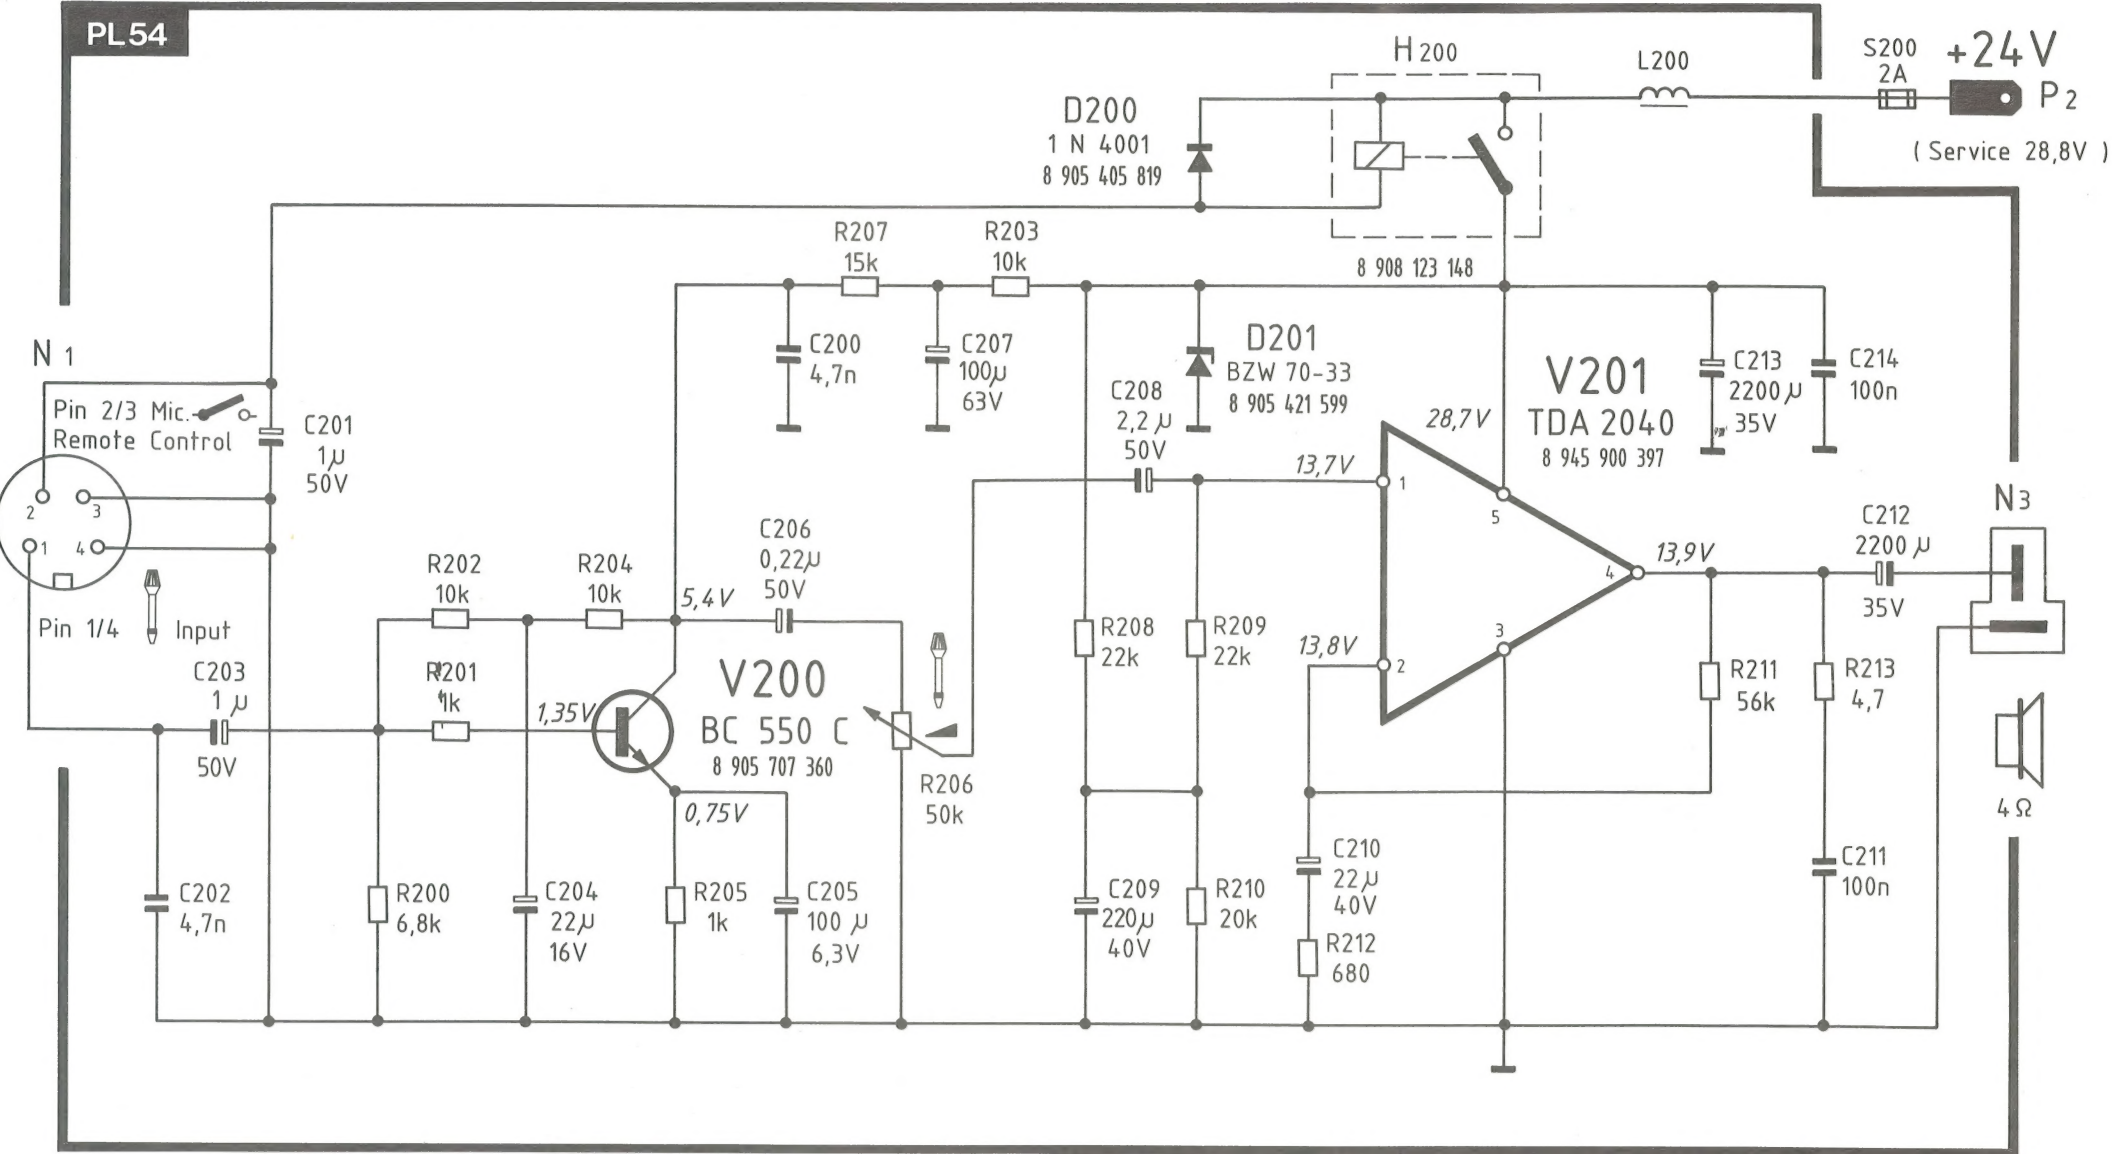 PL54
H200
L200
S200
2A
+24V
P2
(Service 28,8V)
D200
1 N 4001
8 905 405 819
R207
15k
R203
10k
8 908 123 148
N 1
Pin 2/3 Mic.
Remote Control
C201
1µ
50V
C200
4,7n
C207
100µ
63V
D201
BZW 70-33
8 905 421 599
C208
2,2 µ
50V
28,7V
V201
TDA 2040
8 945 900 397
C213
2200 µ
35V
C214
100n
13,7V
1
2
3
1
4
5
N3
C212
2200 µ
35V
13,9V
4
Pin 1/4
Input
R202
10k
R204
10k
5,4V
C206
0,22µ
50V
C203
1 µ
50V
R201
1k
1,35V
V200
BC 550 C
8 905 707 360
R206
50k
R208
22k
R209
22k
13,8V
2
3
R211
56k
R213
4,7
4Ω
0,75V
C202
4,7n
R200
6,8k
C204
22µ
16V
R205
1k
C205
100 µ
6,3V
C209
220µ
40V
R210
20k
C210
22µ
40V
R212
680
C211
100n